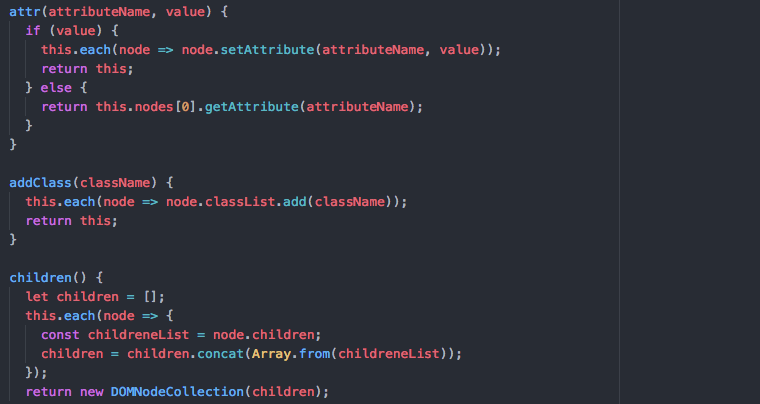 attr(attributeName, value) {
  if (value) {
    this.each(node => node.setAttribute(attributeName, value));
    return this;
  } else {
    return this.nodes[0].getAttribute(attributeName);
  }
}

addClass(className) {
  this.each(node => node.classList.add(className));
  return this;
}

children() {
  let children = [];
  this.each(node => {
    const childreneList = node.children;
    children = children.concat(Array.from(childreneList));
  });
  return new DOMNodeCollection(children);